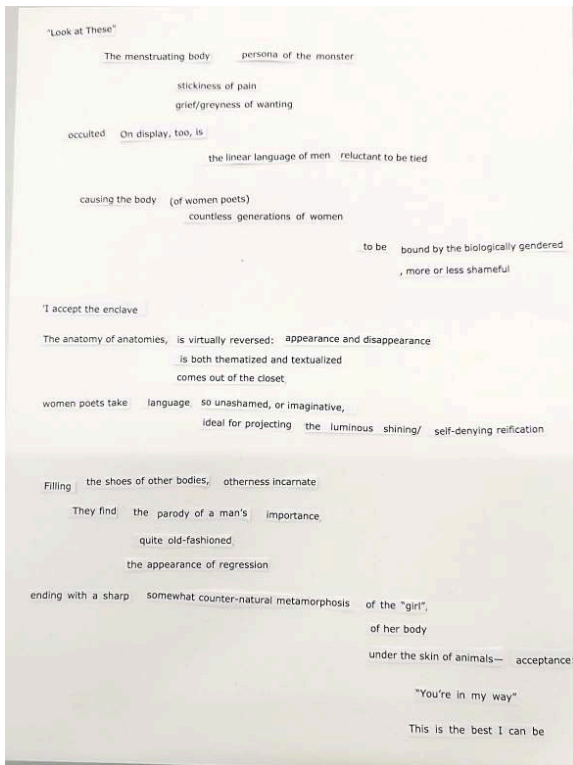 "Look at These"
The menstruating body persona of the monster
stickiness of pain
grief/greyness of wanting
occulted On display, too, is
the linear language of men reluctant to be tied
causing the body (of women poets)
countless generations of women
to be bound by the biologically gendered
, more or less shameful
'I accept the enclave
The anatomy of anatomies, is virtually reversed: appearance and disappearance
is both thematized and textualized
comes out of the closet
women poets take language so unashamed, or imaginative,
ideal for projecting the luminous shining/ self-denying reification
Filling the shoes of other bodies, otherness incarnate
They find the parody of a man's importance
quite old-fashioned
the appearance of regression
ending with a sharp somewhat counter-natural metamorphosis of the "girl",
of her body
under the skin of animals— acceptance:
"You're in my way"
This is the best I can be